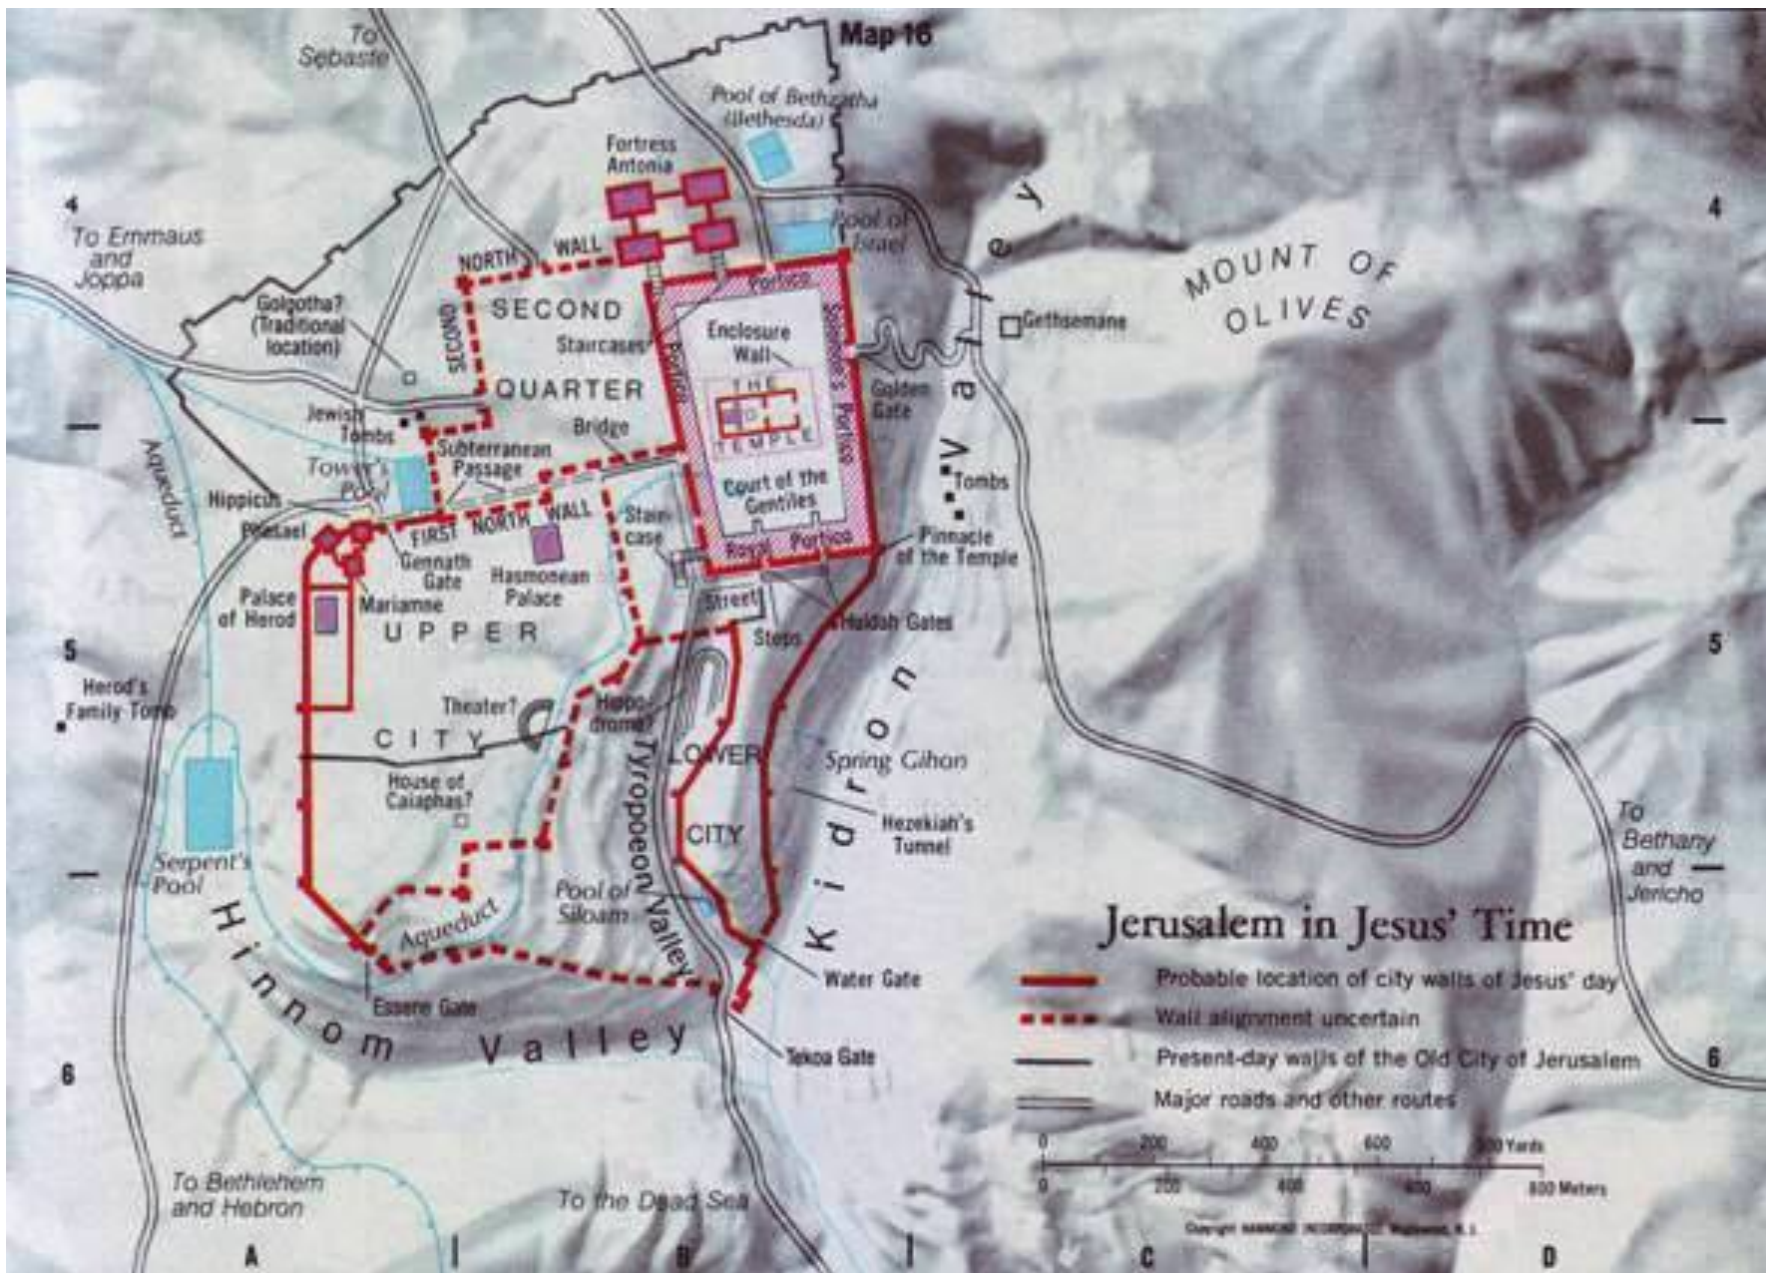 To
Sebaste
Map 16
Pool of Bethzatha
(Bethesda)
Fortress
Antonia
4
4
To Emmaus
and
Joppa
Pool of
Israel
MOUNT OF
OLIVES
NORTH WALL
SECOND
Portico
Golgotha?
(Traditional
location)
SECOND
QUARTER
Staircases
Enclosure
Wall
Portico
Solomon's Portico
Gethsemane
THE
TEMPLE
Golden
Gate
Jewish
Tombs
Bridge
Subterranean
Passage
Tower's
Pool
Aqueduct
Court of the
Gentiles
Tombs
Hippicus
Phasael
FIRST NORTH WALL
Stair-
case
Royal Portico
Pinnacle
of the Temple
Gennath
Gate
Hasmonean
Palace
Palace
of Herod
Mariamne
Street
Steps
Huldah Gates
UPPER
CITY
5
5
Herod's
Family Tomb
Theater?
Hippo-
drome?
LOWER
CITY
Tyropoeon Valley
Spring Gihon
Kidron Valley
House of
Caiaphas?
Hezekiah's
Tunnel
To
Bethany
and
Jericho
Serpent's
Pool
Pool of
Siloam
Aqueduct
Water Gate
Essene Gate
Hinnom Valley
Tekoa Gate
Jerusalem in Jesus' Time
Probable location of city walls of Jesus' day
Wall alignment uncertain
Present-day walls of the Old City of Jerusalem
Major roads and other routes
6
6
0 200 400 600 800 Yards
0 200 400 600 800 Meters
To Bethlehem
and Hebron
To the Dead Sea
Copyright HAMMOND INCORPORATED, Maplewood, N. J.
A B C D